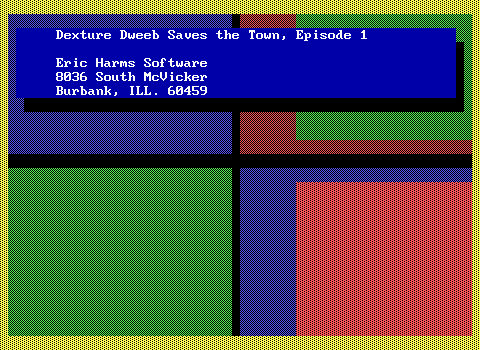 Dexture Dweeb Saves the Town, Episode 1
Eric Harms Software
8036 South McVicker
Burbank, ILL. 60459